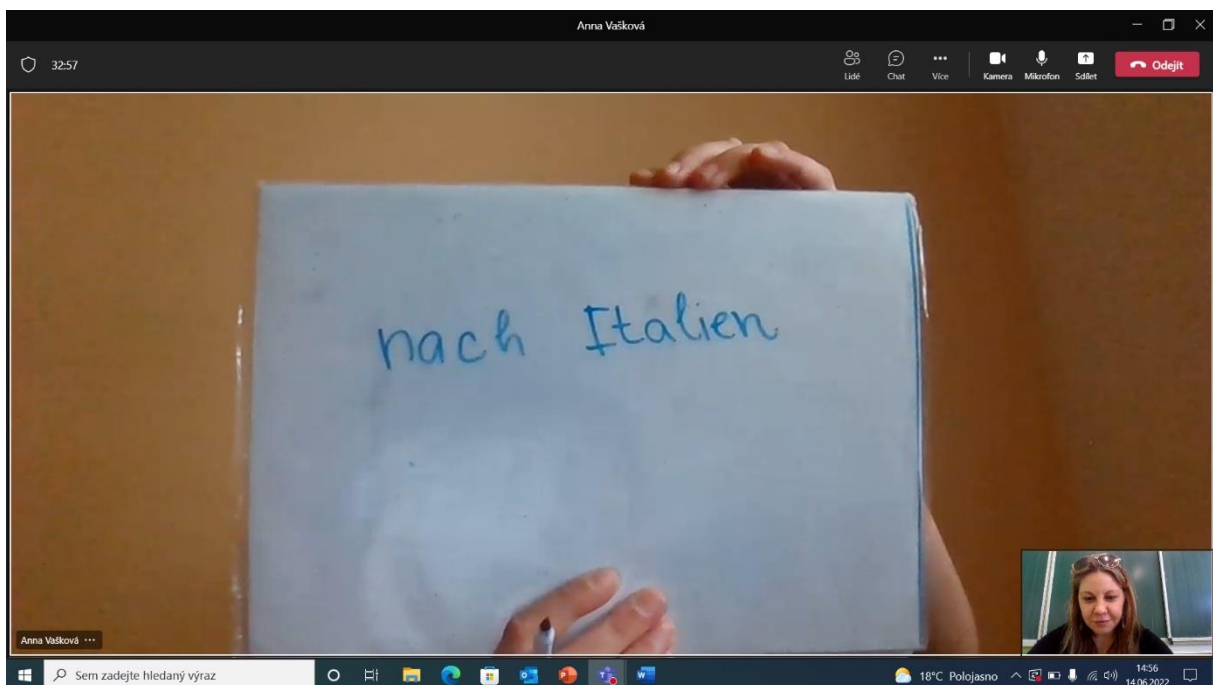 Anna Vašková
32:57
Lidé
Chat
Více
Kamera
Mikrofon
Sdílet
Odejít
nach Italien
Anna Vašková
Sem zadejte hledaný výraz
18°C Polojasno
14:56
14.06.2022